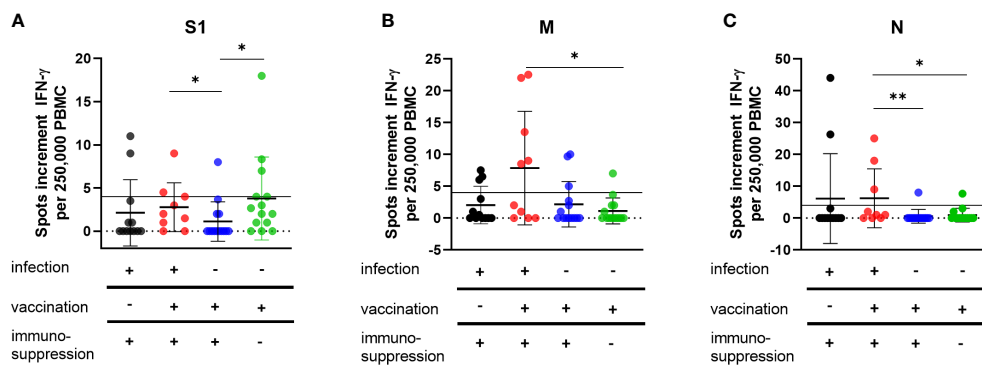 A
S1
Spots increment IFN-γ
per 250,000 PBMC
20
15
10
5
0
*
*
infection + + - -
vaccination - + + +
immuno-
suppression + + + -
B
M
Spots increment IFN-γ
per 250,000 PBMC
25
20
15
10
5
0
-5
*
infection + + - -
vaccination - + + +
immuno-
suppression + + + -
C
N
Spots increment IFN-γ
per 250,000 PBMC
50
40
30
20
10
0
-10
*
**
infection + + - -
vaccination - + + +
immuno-
suppression + + + -